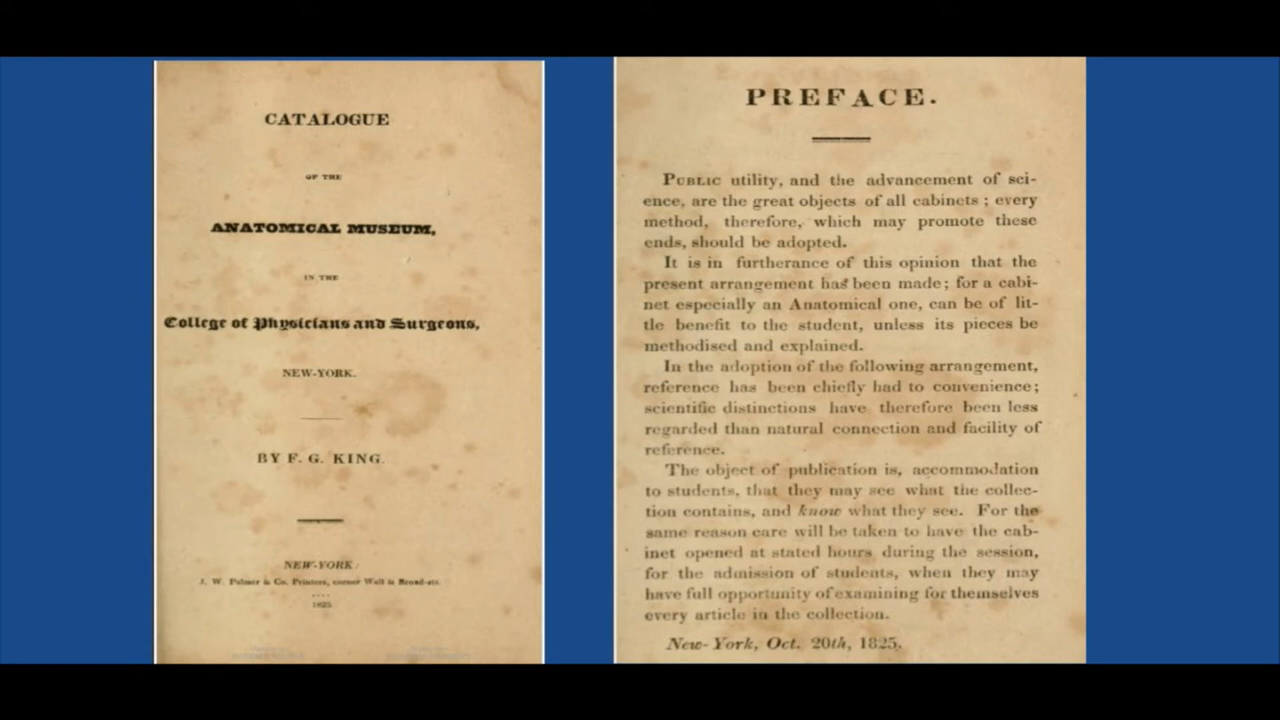 CATALOGUE
OF THE
ANATOMICAL MUSEUM,
IN THE
College of Physicians and Surgeons,
NEW-YORK.
BY F. G. KING.
NEW-YORK:
J. W. Palmer & Co. Printers, corner Wall & Broad-sts.
....
1825
PREFACE.
PUBLIC utility, and the advancement of sci-
ence, are the great objects of all cabinets ; every
method, therefore, which may promote these
ends, should be adopted.
It is in furtherance of this opinion that the
present arrangement has been made ; for a cabi-
net especially an Anatomical one, can be of lit-
tle benefit to the student, unless its pieces be
methodised and explained.
In the adoption of the following arrangement,
reference has been chiefly had to convenience ;
scientific distinctions have therefore been less
regarded than natural connection and facility of
reference.
The object of publication is, accommodation
to students, that they may see what the collec-
tion contains, and know what they see. For the
same reason care will be taken to have the cab-
inet opened at stated hours during the session,
for the admission of students, when they may
have full opportunity of examining for themselves
every article in the collection.
New-York, Oct. 20th, 1825.